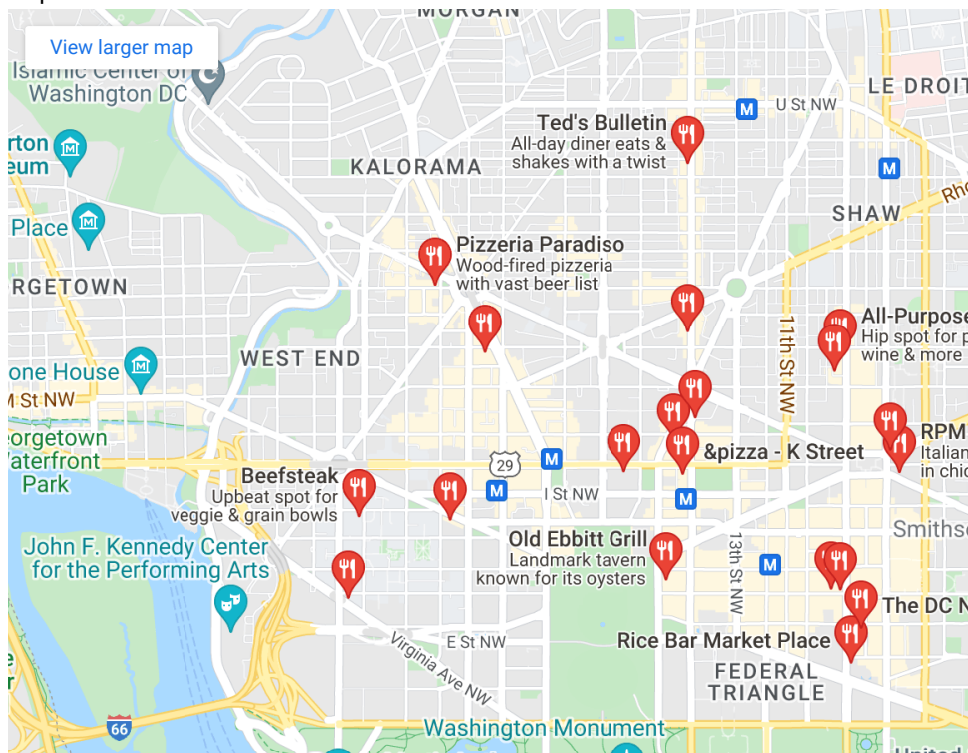 MORGAN
View larger map
Islamic Center of
Washington DC
LE DROIT
M
U St NW
Ted's Bulletin
All-day diner eats &
shakes with a twist
rton
eum
KALORAMA
M
SHAW
Rho
Place
Pizzeria Paradiso
Wood-fired pizzeria
with vast beer list
RGETOWN
All-Purpose
Hip spot for p
wine & more
11th St NW
WEST END
one House
M St NW
RPM
Italian
in chic
eorgetown
Waterfront
Park
&pizza - K Street
29
M
Beefsteak
Upbeat spot for
veggie & grain bowls
M
I St NW
M
Smithso
Old Ebbitt Grill
Landmark tavern
known for its oysters
13th St NW
M
John F. Kennedy Center
for the Performing Arts
The DC N
E St NW
Rice Bar Market Place
Virginia Ave NW
FEDERAL
TRIANGLE
e
r
66
Washington Monument
United